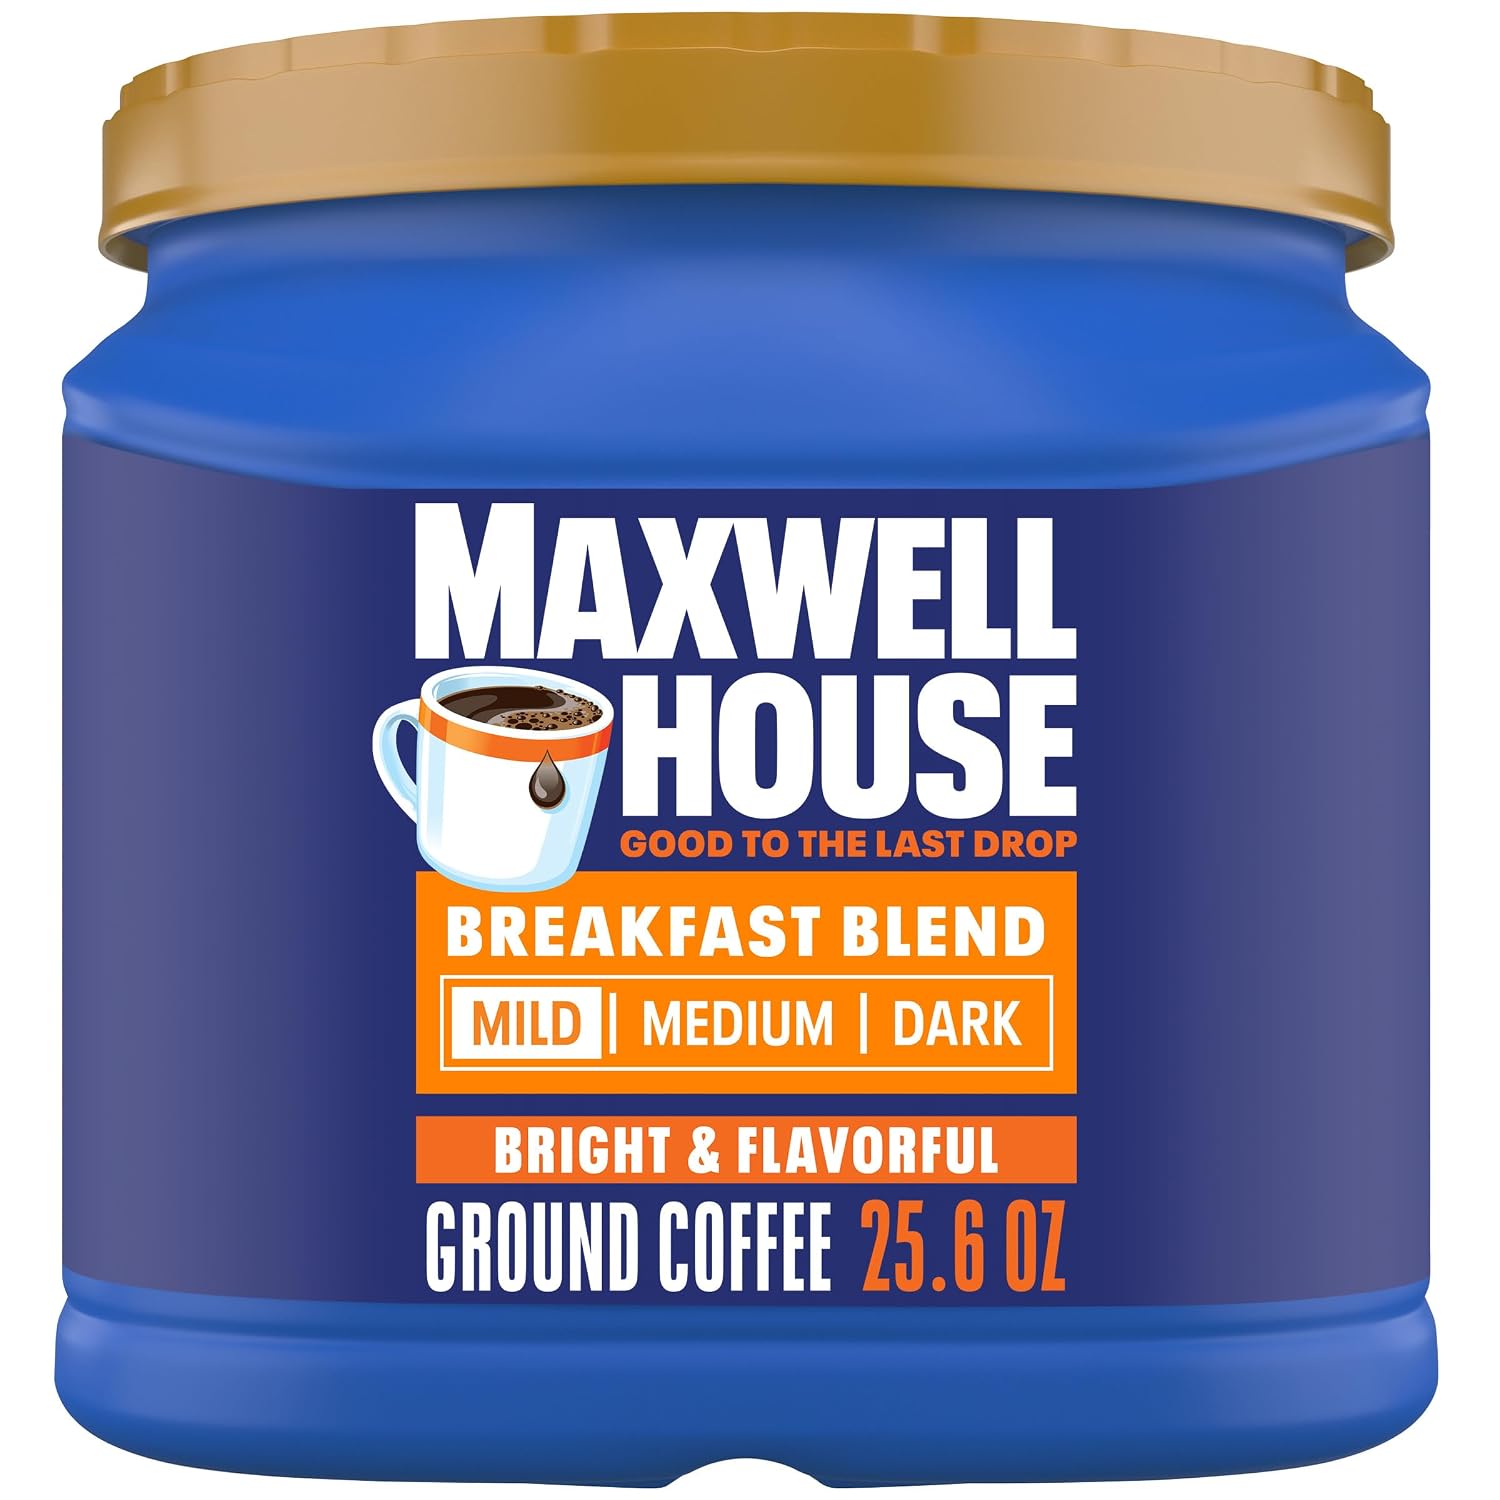 MAXWELL
HOUSE
GOOD TO THE LAST DROP
BREAKFAST BLEND
MILD | MEDIUM | DARK
BRIGHT & FLAVORFUL
GROUND COFFEE 25.6 OZ